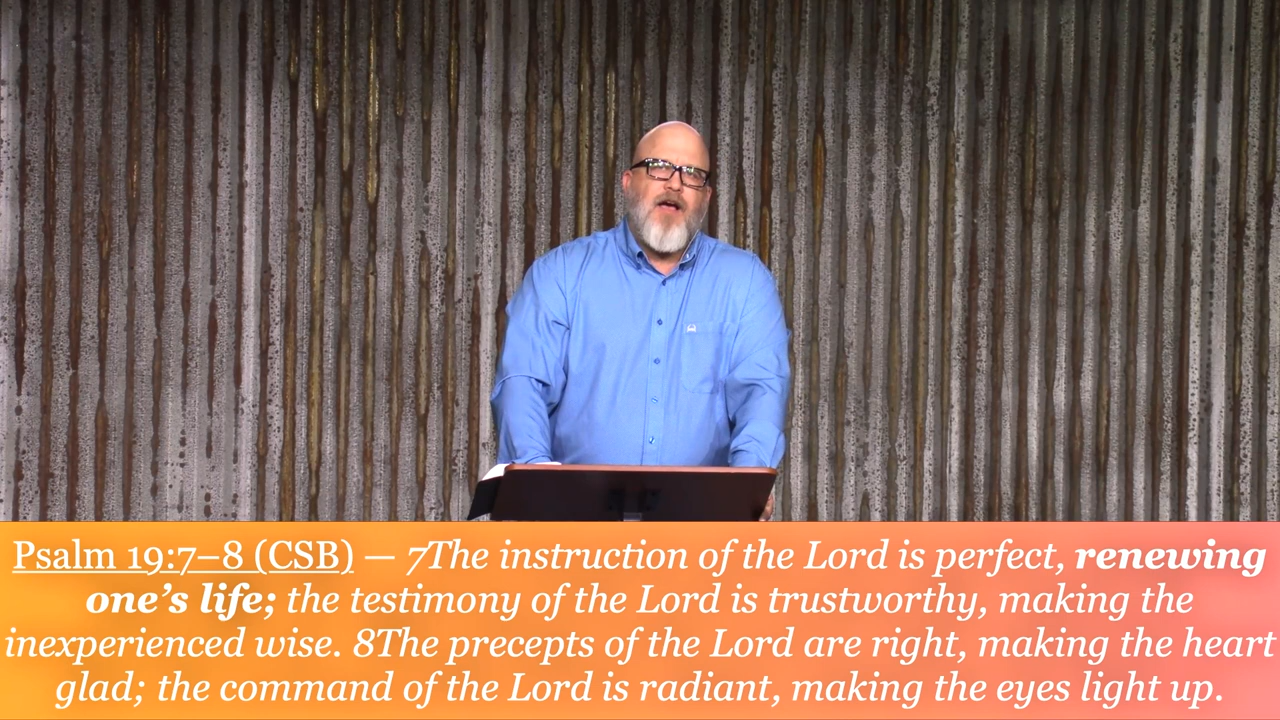 Psalm 19:7–8 (CSB) — 7The instruction of the Lord is perfect, renewing
one’s life; the testimony of the Lord is trustworthy, making the
inexperienced wise. 8The precepts of the Lord are right, making the heart
glad; the command of the Lord is radiant, making the eyes light up.